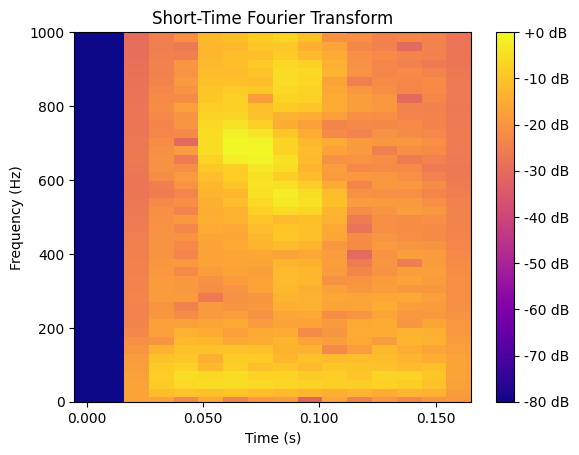 Short-Time Fourier Transform
1000
800
600
400
200
0
Frequency (Hz)
0.000
0.050
0.100
0.150
Time (s)
+0 dB
-10 dB
-20 dB
-30 dB
-40 dB
-50 dB
-60 dB
-70 dB
-80 dB